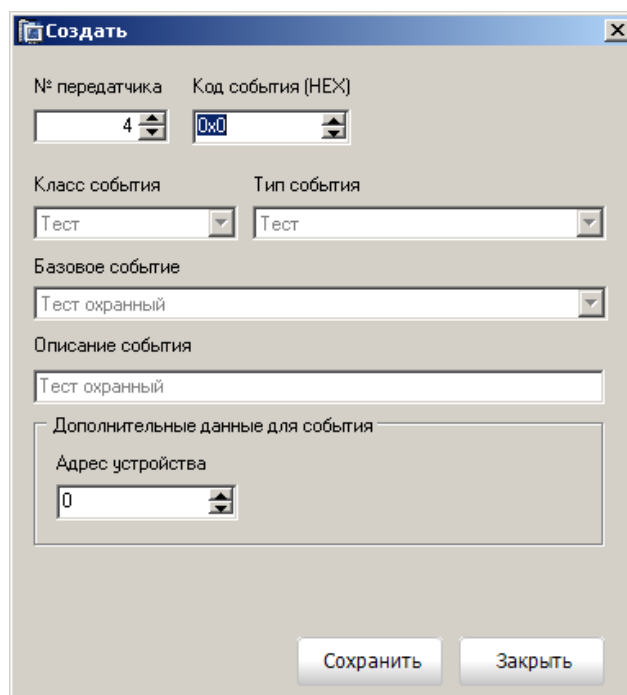 Создать
№ передатчика Код события (HEX)
4 0x0
Класс события Тип события
Тест Тест
Базовое событие
Тест охранный
Описание события
Тест охранный
Дополнительные данные для события
Адрес устройства
0
Сохранить Закрыть